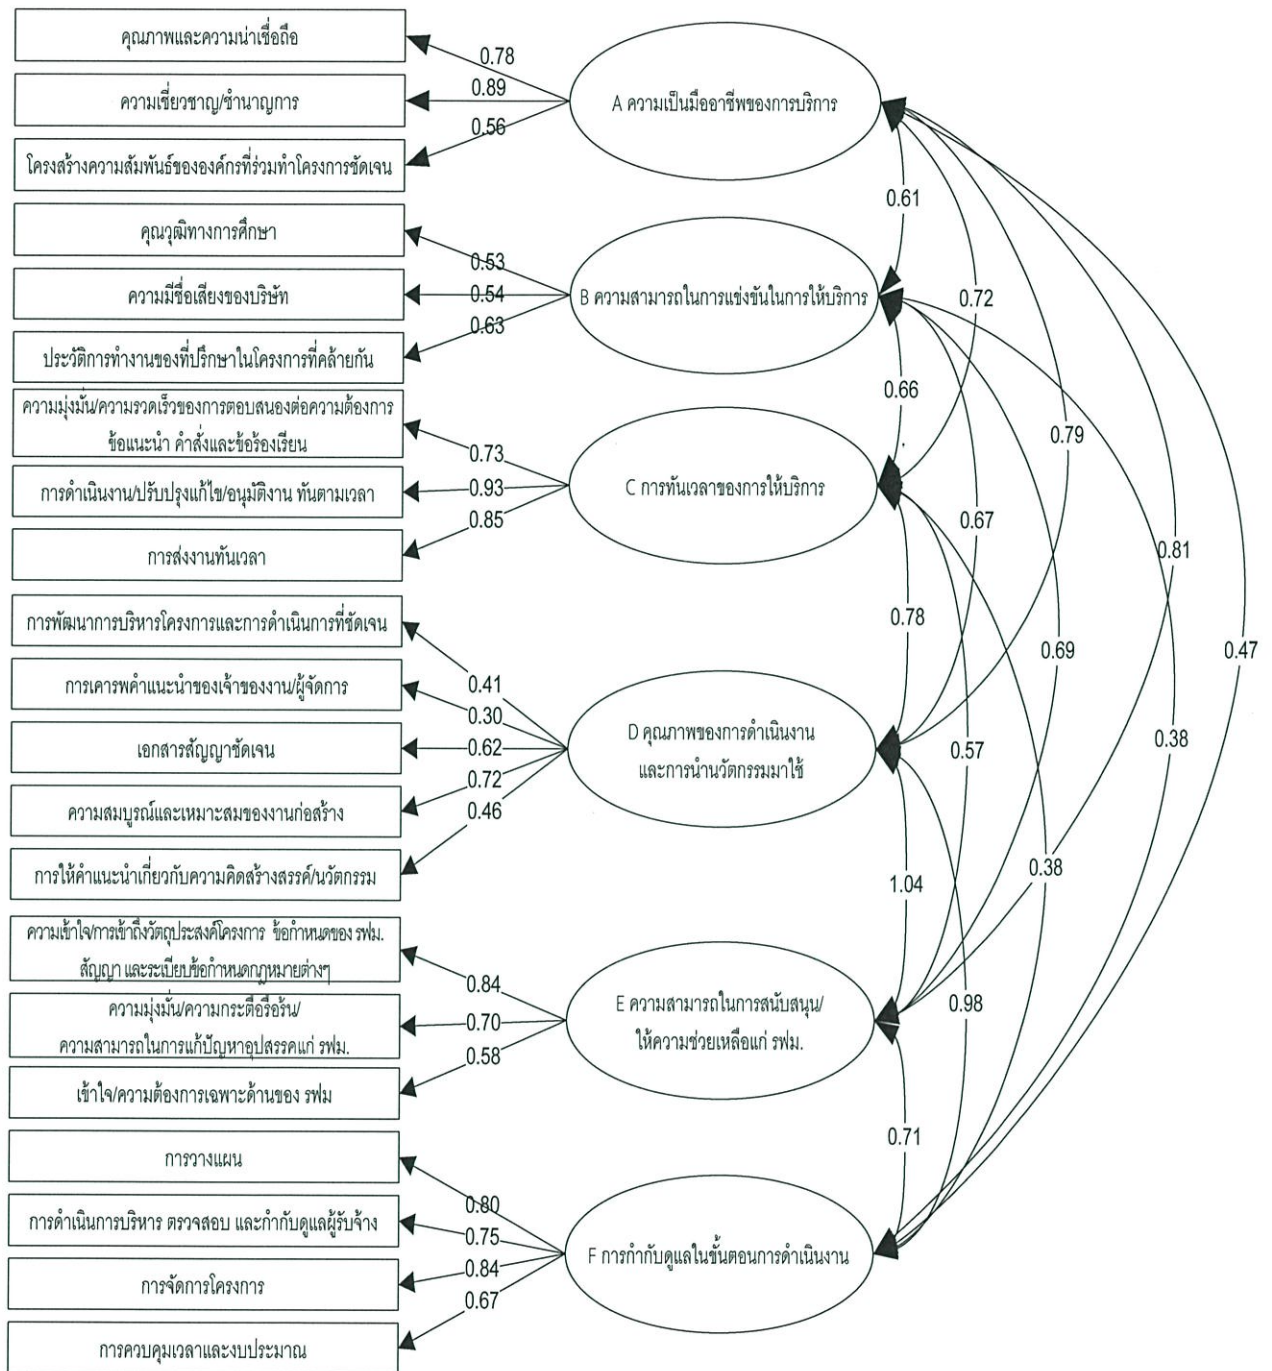 คุณภาพและความน่าเชื่อถือ
0.78
ความเชี่ยวชาญ/ชำนาญการ
0.89
A ความเป็นมืออาชีพของการบริการ
0.56
โครงสร้างความสัมพันธ์ขององค์กรที่ร่วมทำโครงการชัดเจน
0.61
คุณวุฒิทางการศึกษา
0.53
ความมีชื่อเสียงของบริษัท
0.54
B ความสามารถในการแข่งขันในการให้บริการ
0.72
0.63
ประวัติการทำงานของที่ปรึกษาในโครงการที่คล้ายกัน
0.66
ความมุ่งมั่น/ความรวดเร็วของการตอบสนองต่อความต้องการ
ข้อแนะนำ คำสั่งและข้อร้องเรียน
0.79
0.73
การดำเนินงาน/ปรับปรุงแก้ไข/อนุมัติงาน ทันตามเวลา
0.93
C การทันเวลาของการให้บริการ
0.85
0.67
การส่งงานทันเวลา
0.81
การพัฒนาการบริหารโครงการและการดำเนินการที่ชัดเจน
0.78
0.69
0.47
0.41
การเคารพคำแนะนำของเจ้าของงาน/ผู้จัดการ
0.30
เอกสารสัญญาชัดเจน
0.62
D คุณภาพของการดำเนินงาน
และการนำนวัตกรรมมาใช้
0.57
0.38
0.72
ความสมบูรณ์และเหมาะสมของงานก่อสร้าง
0.46
การให้คำแนะนำเกี่ยวกับความคิดสร้างสรรค์/นวัตกรรม
1.04
0.38
ความเข้าใจ/การเข้าถึงวัตถุประสงค์โครงการ ข้อกำหนดของ รฟม.
สัญญา และระเบียบข้อกำหนดกฎหมายต่างๆ
0.84
ความมุ่งมั่น/ความกระตือรือร้น/
ความสามารถในการแก้ปัญหาอุปสรรคแก่ รฟม.
0.70
E ความสามารถในการสนับสนุน/
ให้ความช่วยเหลือแก่ รฟม.
0.98
0.58
เข้าใจ/ความต้องการเฉพาะด้านของ รฟม
0.71
การวางแผน
0.80
การดำเนินการบริหาร ตรวจสอบ และกำกับดูแลผู้รับจ้าง
0.75
F การกำกับดูแลในขั้นตอนการดำเนินงาน
0.84
การจัดการโครงการ
0.67
การควบคุมเวลาและงบประมาณ